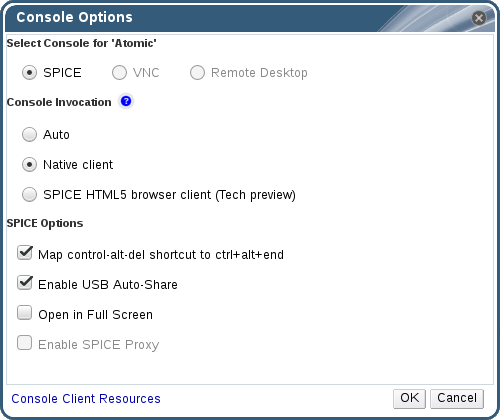 Console Options
Select Console for 'Atomic'
SPICE VNC Remote Desktop
Console Invocation ?
Auto
Native client
SPICE HTML5 browser client (Tech preview)
SPICE Options
Map control-alt-del shortcut to ctrl+alt+end
Enable USB Auto-Share
Open in Full Screen
Enable SPICE Proxy
Console Client Resources OK Cancel